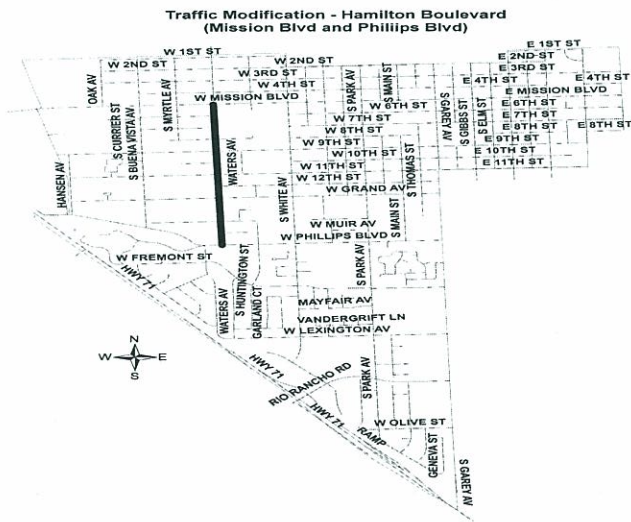 Traffic Modification - Hamilton Boulevard
(Mission Blvd and Phillips Blvd)
W 1ST ST
E 1ST ST
W 2ND ST
W 2ND ST
E 2ND ST
W 3RD ST
E 3RD ST
W 4TH ST
E 4TH ST
E 4TH ST
OAK AV
S MYRTLE AV
S PARK AV
S MAIN ST
W MISSION BLVD
E MISSION BLVD
W 6TH ST
E 6TH ST
S GAREY AV
S GIBBS ST
S ELM ST
W 7TH ST
E 7TH ST
W 8TH ST
E 8TH ST
E 8TH ST
S CURRIER ST
S BUENA VISTA AV
WATERS AV
W 9TH ST
E 9TH ST
W 10TH ST
E 10TH ST
W 11TH ST
E 11TH ST
W 12TH ST
S THOMAS ST
HANSEN AV
S WHITE AV
W GRAND AV
S MAIN ST
W MUIR AV
W PHILLIPS BLVD
W FREMONT ST
HWY 71
WATERS AV
S HUNTINGTON ST
GARLAND CT
S PARK AV
MAYFAIR AV
VANDERGRIFT LN
W LEXINGTON AV
N
W E
S
HWY 71
RIO RANCHO RD
S PARK AV
HWY 71
RAMP
W OLIVE ST
GENEVA ST
S GAREY AV